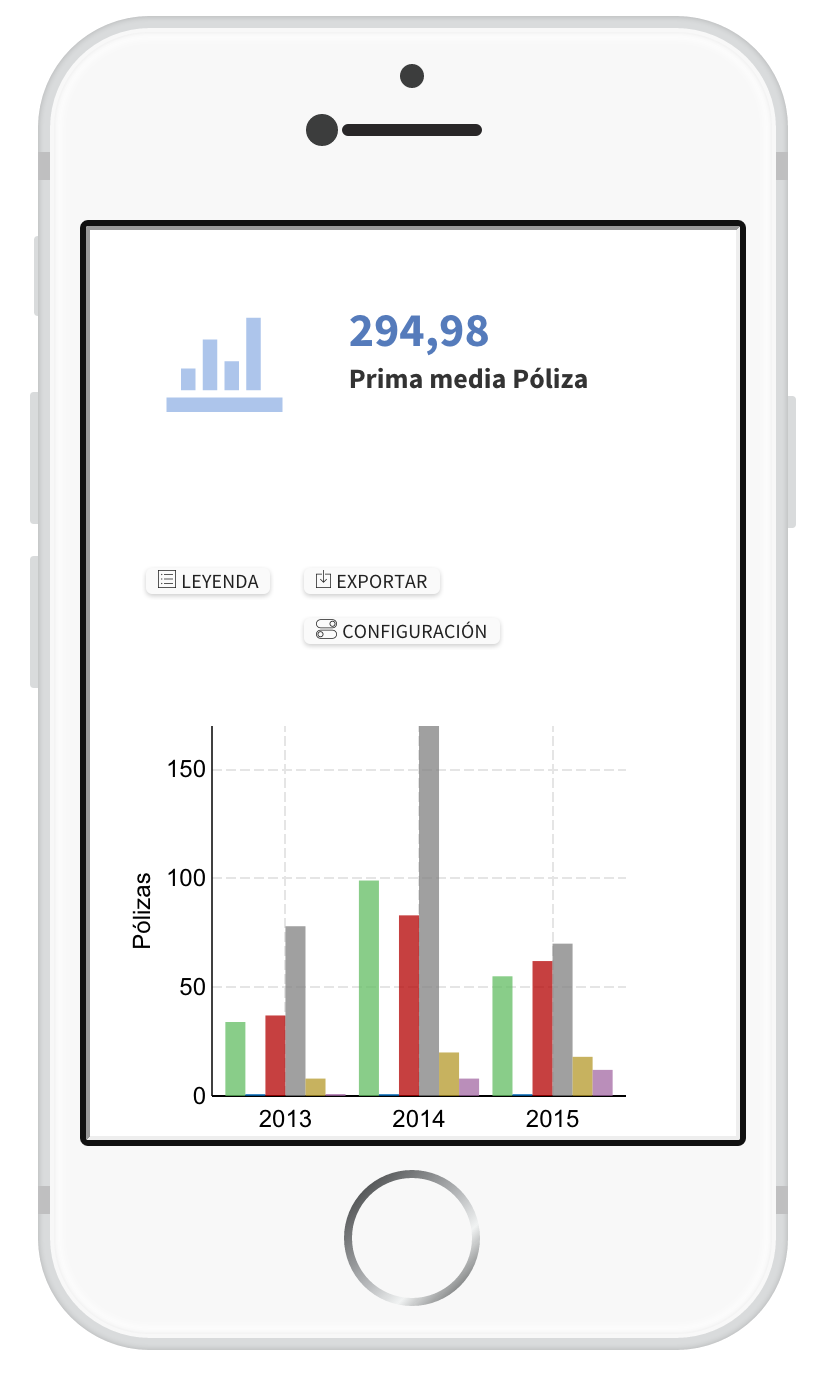 294,98
Prima media Póliza
LEYENDA
EXPORTAR
CONFIGURACIÓN
150
100
50
0
Pólizas
2013 2014 2015